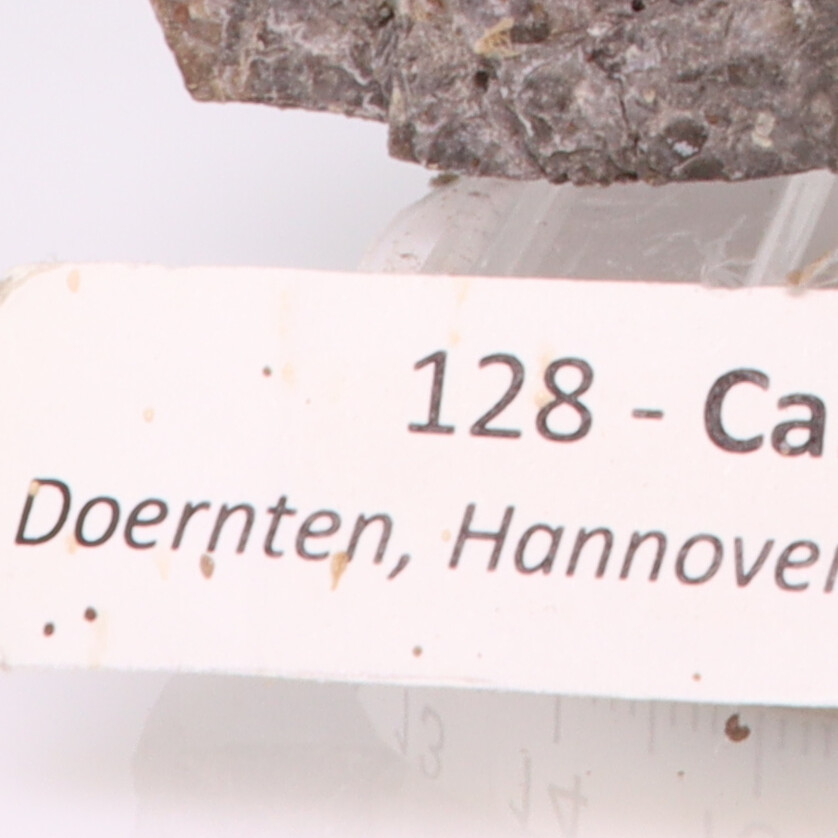 128 - Ca
Doernten, Hannover